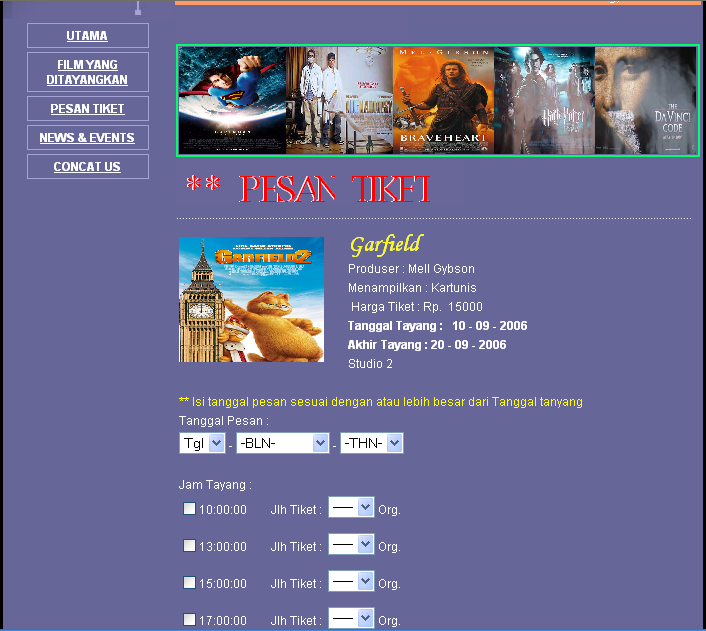 UTAMA
FILM YANG
DITAYANGKAN
PESAN TIKET
NEWS & EVENTS
CONCAT US
MEL GIBSON
BRAVEHEART
Harry Potter
THE
DA VINCI
CODE
** PESAN TIKET
GARFIELD2
Garfield
Produser : Mell Gybson
Menampilkan : Kartunis
Harga Tiket : Rp. 15000
Tanggal Tayang : 10 - 09 - 2006
Akhir Tayang : 20 - 09 - 2006
Studio 2
** Isi tanggal pesan sesuai dengan atau lebih besar dari Tanggal tanyang
Tanggal Pesan :
Tgl - -BLN- - -THN-
Jam Tayang :
10:00:00 Jlh Tiket : ── Org.
13:00:00 Jlh Tiket : ── Org.
15:00:00 Jlh Tiket : ── Org.
17:00:00 Jlh Tiket : ── Org.